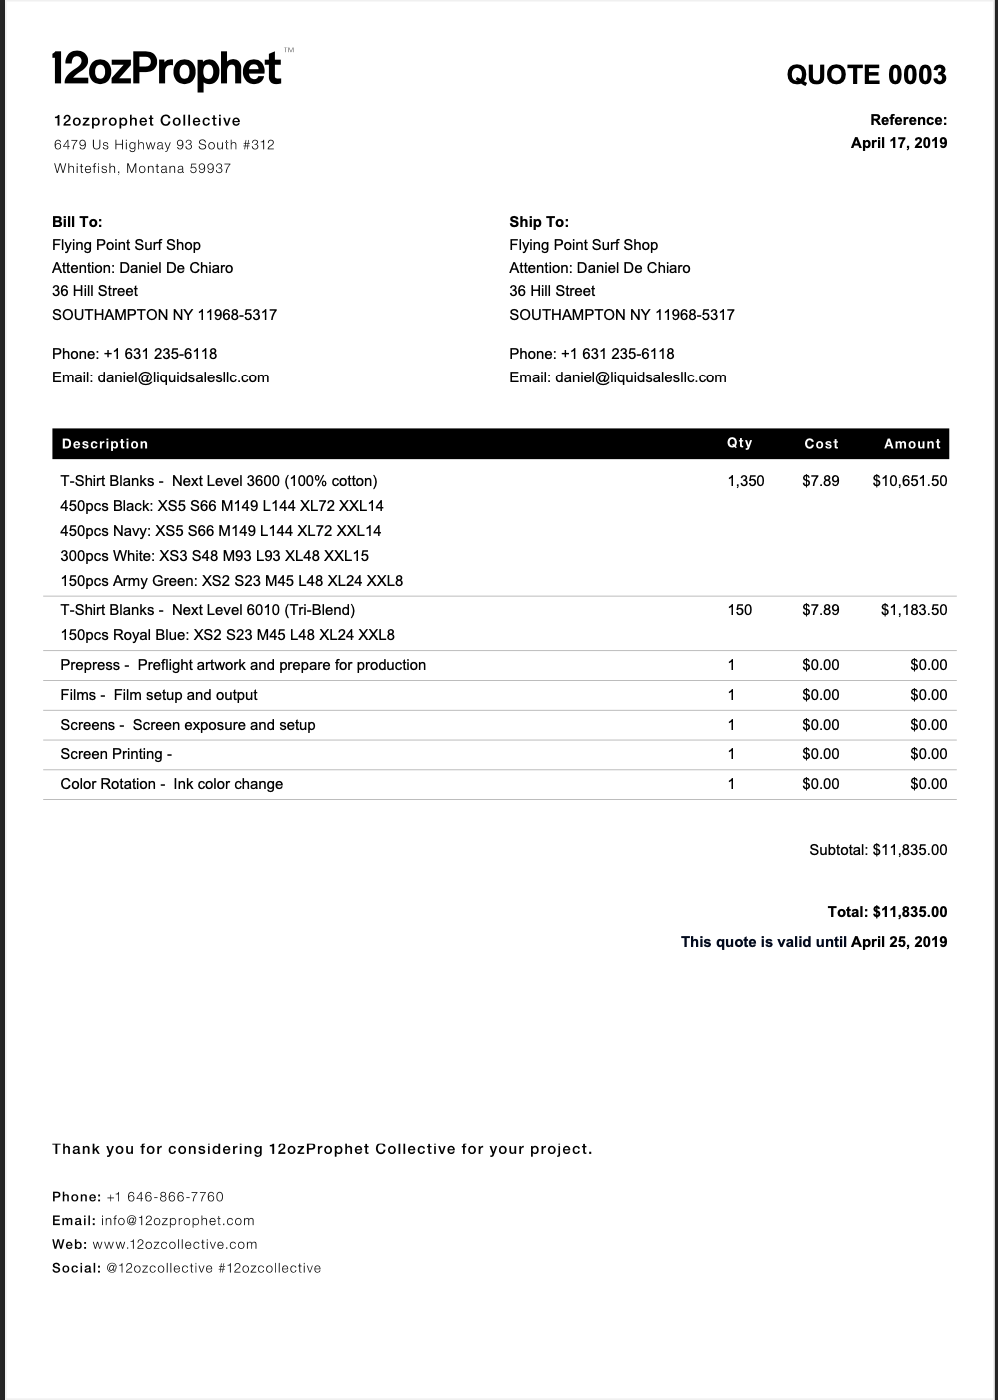 12ozProphet™
QUOTE 0003
12ozprophet Collective
6479 Us Highway 93 South #312
Whitefish, Montana 59937
Reference:
April 17, 2019
Bill To:
Flying Point Surf Shop
Attention: Daniel De Chiaro
36 Hill Street
SOUTHAMPTON NY 11968-5317
Phone: +1 631 235-6118
Email: daniel@liquidsalesllc.com
Ship To:
Flying Point Surf Shop
Attention: Daniel De Chiaro
36 Hill Street
SOUTHAMPTON NY 11968-5317
Phone: +1 631 235-6118
Email: daniel@liquidsalesllc.com
Description Qty Cost Amount
T-Shirt Blanks - Next Level 3600 (100% cotton) 1,350 $7.89 $10,651.50
450pcs Black: XS5 S66 M149 L144 XL72 XXL14
450pcs Navy: XS5 S66 M149 L144 XL72 XXL14
300pcs White: XS3 S48 M93 L93 XL48 XXL15
150pcs Army Green: XS2 S23 M45 L48 XL24 XXL8
T-Shirt Blanks - Next Level 6010 (Tri-Blend) 150 $7.89 $1,183.50
150pcs Royal Blue: XS2 S23 M45 L48 XL24 XXL8
Prepress - Preflight artwork and prepare for production 1 $0.00 $0.00
Films - Film setup and output 1 $0.00 $0.00
Screens - Screen exposure and setup 1 $0.00 $0.00
Screen Printing - 1 $0.00 $0.00
Color Rotation - Ink color change 1 $0.00 $0.00
Subtotal: $11,835.00
Total: $11,835.00
This quote is valid until April 25, 2019
Thank you for considering 12ozProphet Collective for your project.
Phone: +1 646-866-7760
Email: info@12ozprophet.com
Web: www.12ozcollective.com
Social: @12ozcollective #12ozcollective